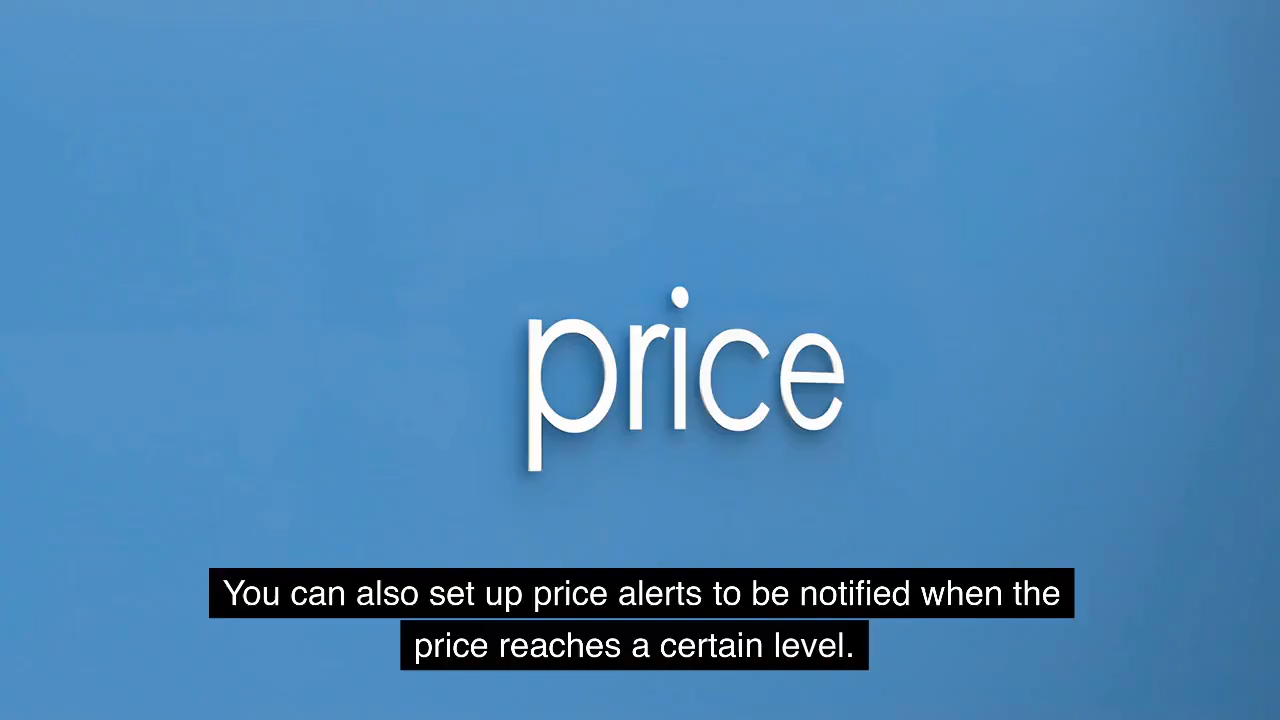 price
You can also set up price alerts to be notified when the
price reaches a certain level.